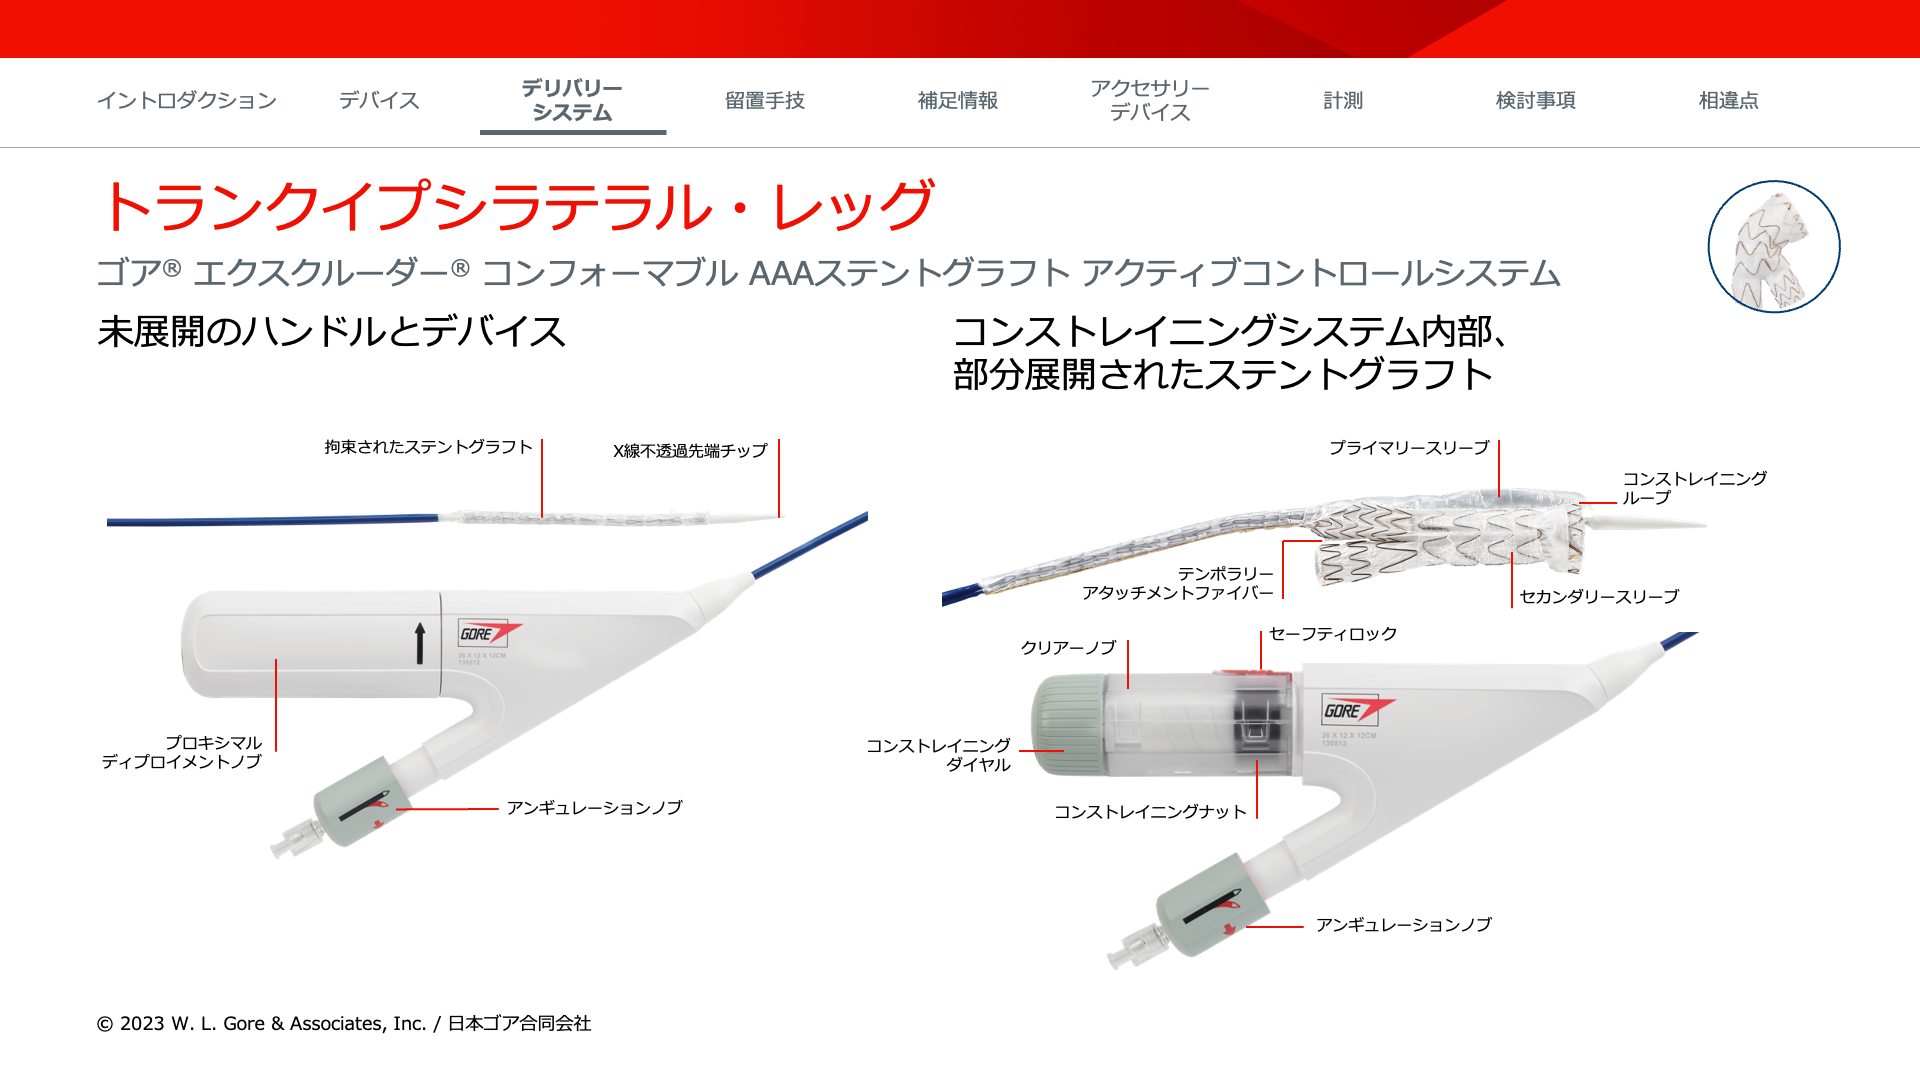 イントロダクション
デバイス
デリバリー
システム
留置手技
補足情報
アクセサリー
デバイス
計測
検討事項
相違点
トランクイプシラテラル・レッグ
ゴア® エクスクルーダー® コンフォーマブル AAAステントグラフト アクティブコントロールシステム
未展開のハンドルとデバイス
拘束されたステントグラフト
X線不透過先端チップ
GORE
26 X 12 X 12CM
130512
プロキシマル
ディプロイメントノブ
アンギュレーションノブ
コンストレイニングシステム内部、
部分展開されたステントグラフト
プライマリースリーブ
コンストレイニング
ループ
テンポラリー
アタッチメントファイバー
セカンダリースリーブ
クリアーノブ
セーフティロック
GORE
26 X 12 X 12CM
130512
コンストレイニング
ダイヤル
コンストレイニングナット
アンギュレーションノブ
© 2023 W. L. Gore & Associates, Inc. / 日本ゴア合同会社